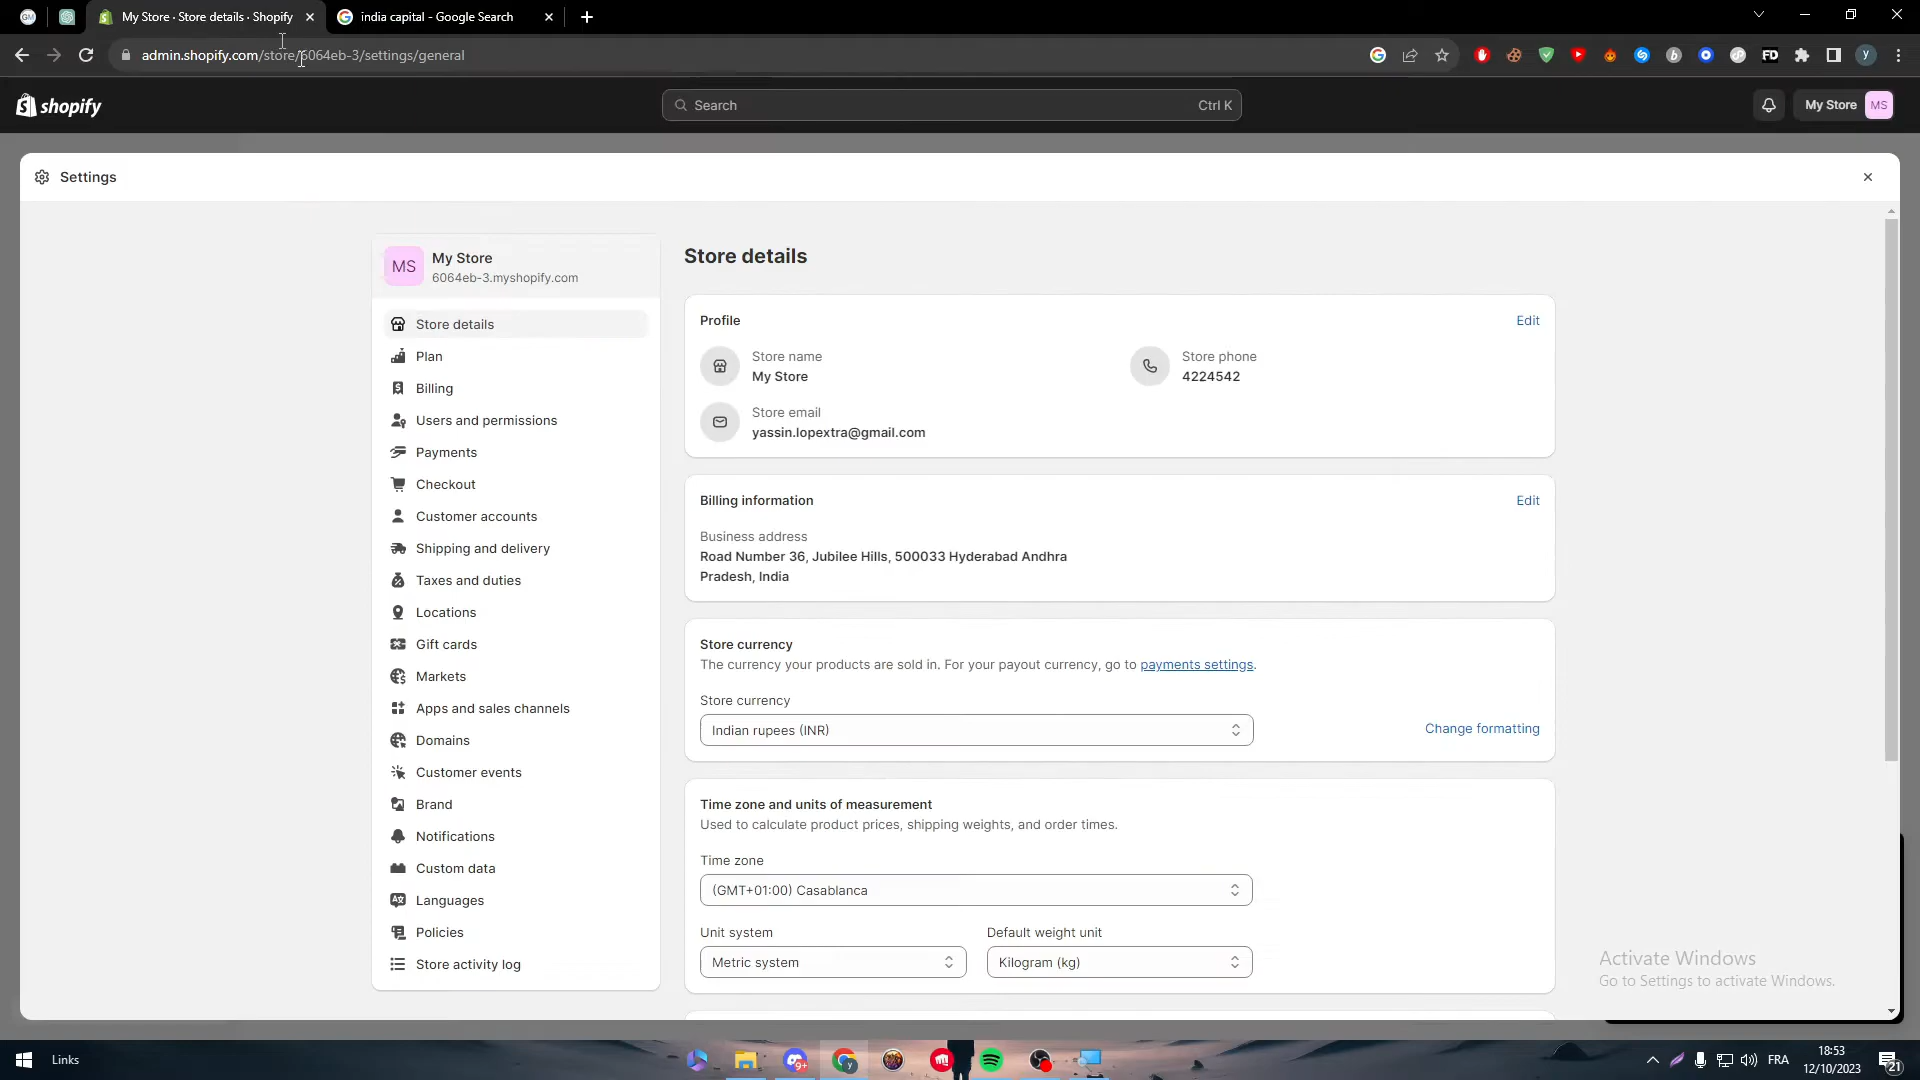 My Store · Store details · Shopify
india capital - Google Search
admin.shopify.com/store/6064eb-3/settings/general
shopify
Search
Ctrl K
My Store
MS
Settings
MS
My Store
6064eb-3.myshopify.com
Store details
Plan
Billing
Users and permissions
Payments
Checkout
Customer accounts
Shipping and delivery
Taxes and duties
Locations
Gift cards
Markets
Apps and sales channels
Domains
Customer events
Brand
Notifications
Custom data
Languages
Policies
Store activity log
Store details
Profile
Edit
Store name
My Store
Store phone
4224542
Store email
yassin.lopextra@gmail.com
Billing information
Edit
Business address
Road Number 36, Jubilee Hills, 500033 Hyderabad Andhra
Pradesh, India
Store currency
The currency your products are sold in. For your payout currency, go to payments settings.
Store currency
Indian rupees (INR)
Change formatting
Time zone and units of measurement
Used to calculate product prices, shipping weights, and order times.
Time zone
(GMT+01:00) Casablanca
Unit system
Default weight unit
Metric system
Kilogram (kg)
Activate Windows
Go to Settings to activate Windows.
Links
FRA
18:53
12/10/2023
21